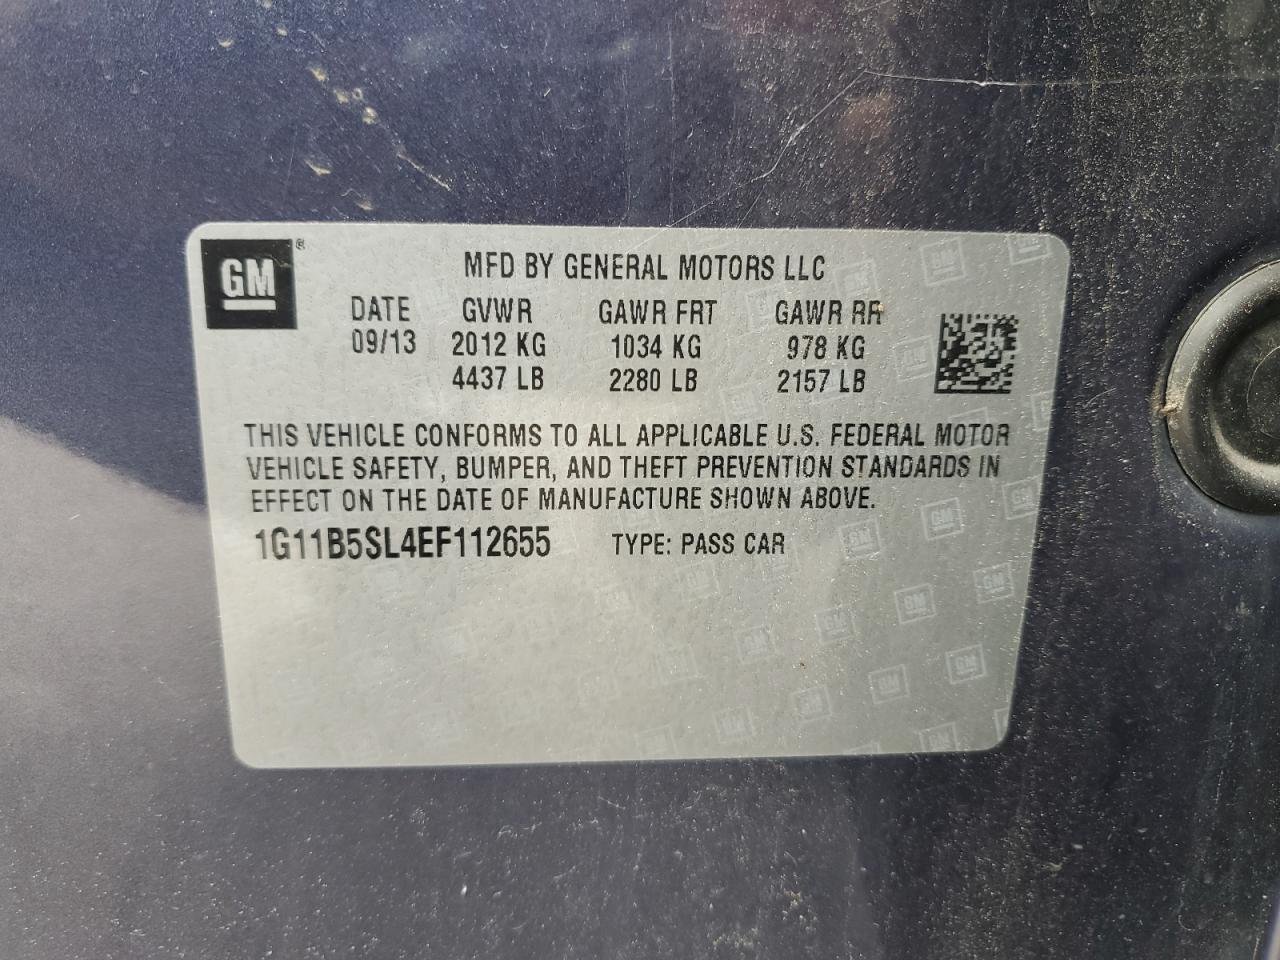 GM
MFD BY GENERAL MOTORS LLC
DATE GVWR GAWR FRT GAWR RR
09/13 2012 KG 1034 KG 978 KG
4437 LB 2280 LB 2157 LB
THIS VEHICLE CONFORMS TO ALL APPLICABLE U.S. FEDERAL MOTOR
VEHICLE SAFETY, BUMPER, AND THEFT PREVENTION STANDARDS IN
EFFECT ON THE DATE OF MANUFACTURE SHOWN ABOVE.
1G11B5SL4EF112655 TYPE: PASS CAR